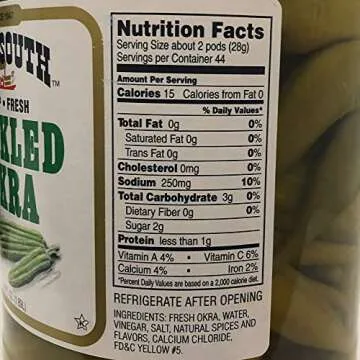 SOUTH
TM
FRESH
KLED
KRA
Nutrition Facts
Serving Size about 2 pods (28g)
Servings per Container 44
Amount Per Serving
Calories 15 Calories from Fat 0
% Daily Values*
Total Fat 0g 0%
Saturated Fat 0g 0%
Trans Fat 0g 0%
Cholesterol 0mg 0%
Sodium 250mg 10%
Total Carbohydrate 3g 0%
Dietary Fiber 0g 0%
Sugar 2g
Protein less than 1g
Vitamin A 4% • Vitamin C 6%
Calcium 4% • Iron 2%
*Percent Daily Values are based on a 2,000 calorie diet.
REFRIGERATE AFTER OPENING
INGREDIENTS: FRESH OKRA, WATER,
VINEGAR, SALT, NATURAL SPICES AND
FLAVORS, CALCIUM CHLORIDE,
FD&C YELLOW #5.
K